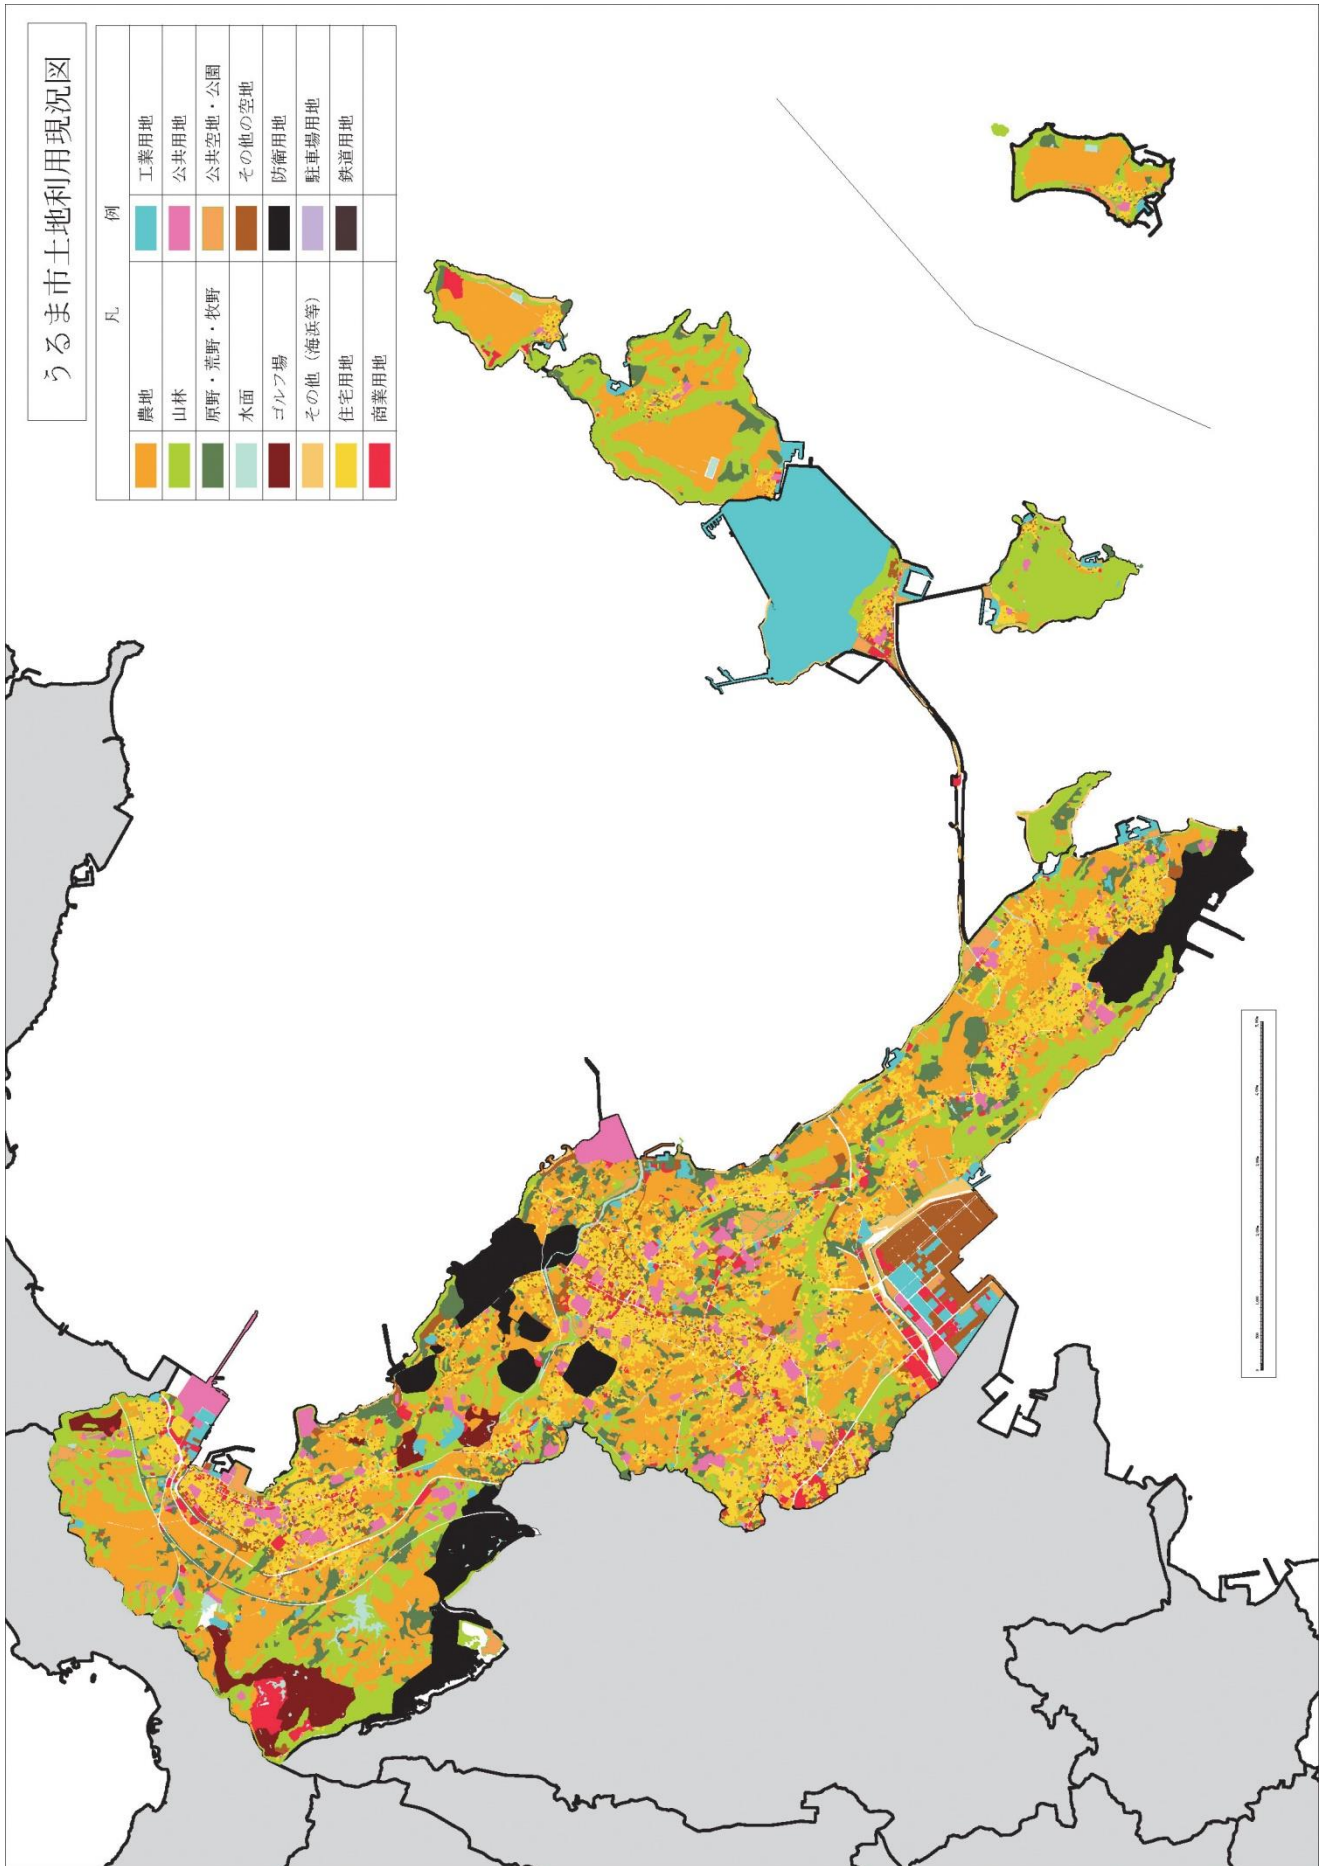 うるま市土地利用現況図
凡例
農地
工業用地
山林
公共用地
原野・荒野・牧野
公共空地・公園
水面
その他の空地
ゴルフ場
防衛用地
その他（海浜等）
駐車場用地
住宅用地
鉄道用地
商業用地